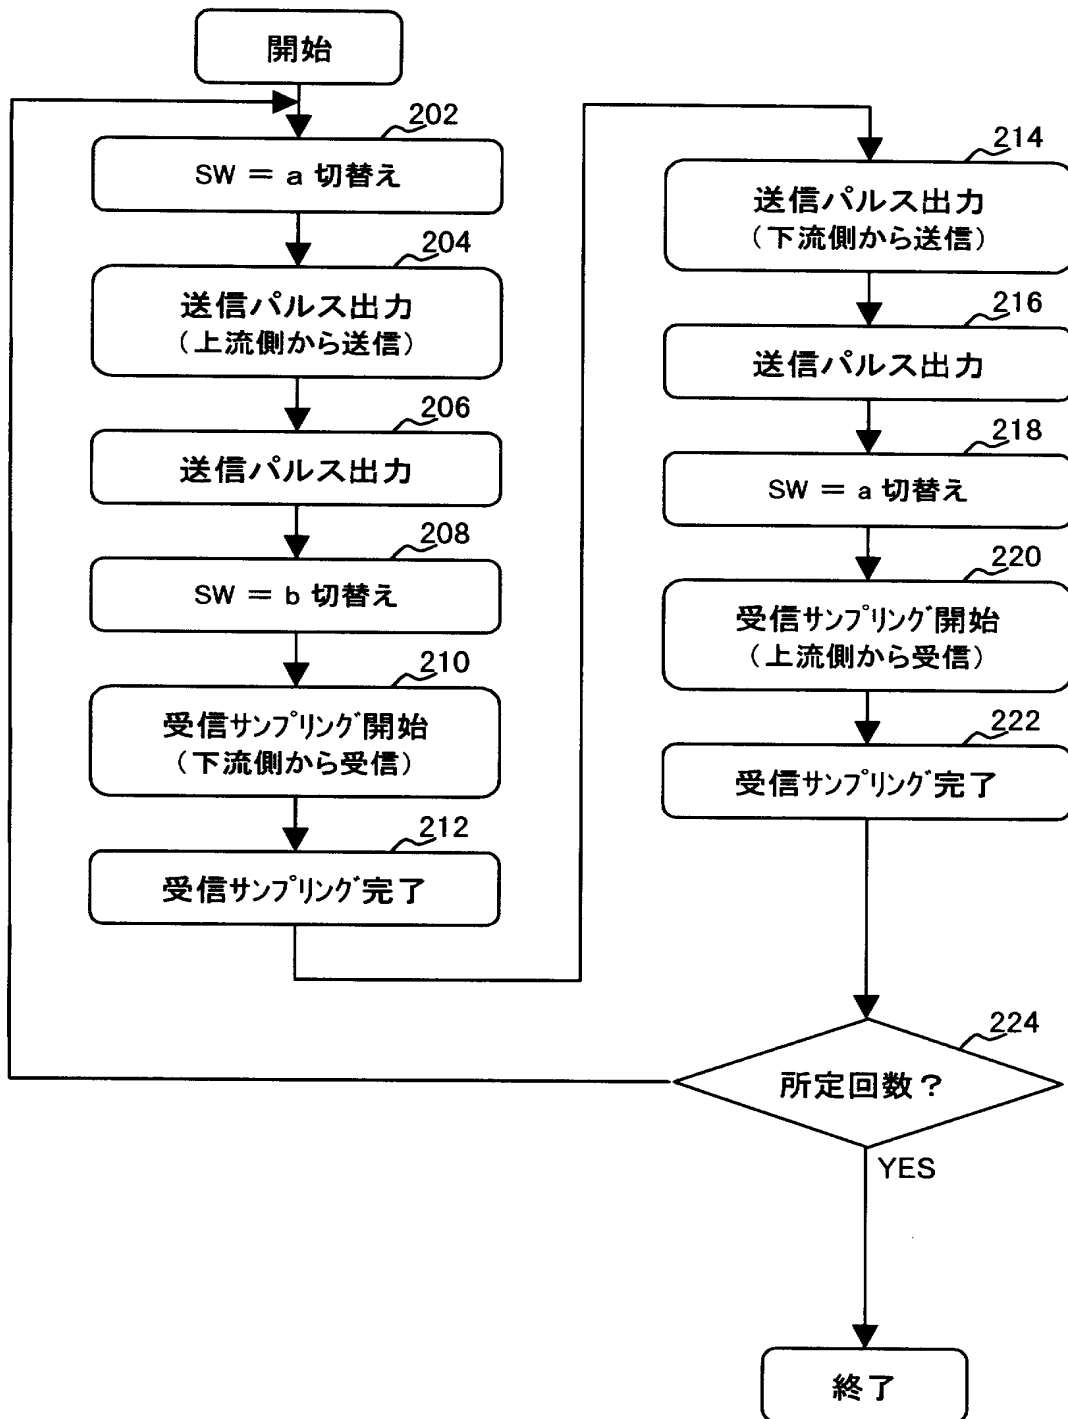 開始
202
SW = a 切替え
204
送信パルス出力
(上流側から送信)
206
送信パルス出力
208
SW = b 切替え
210
受信ｻﾝﾌﾟﾘﾝｸﾞ開始
(下流側から受信)
212
受信ｻﾝﾌﾟﾘﾝｸﾞ完了
214
送信パルス出力
(下流側から送信)
216
送信パルス出力
218
SW = a 切替え
220
受信ｻﾝﾌﾟﾘﾝｸﾞ開始
(上流側から受信)
222
受信ｻﾝﾌﾟﾘﾝｸﾞ完了
224
所定回数？
YES
終了